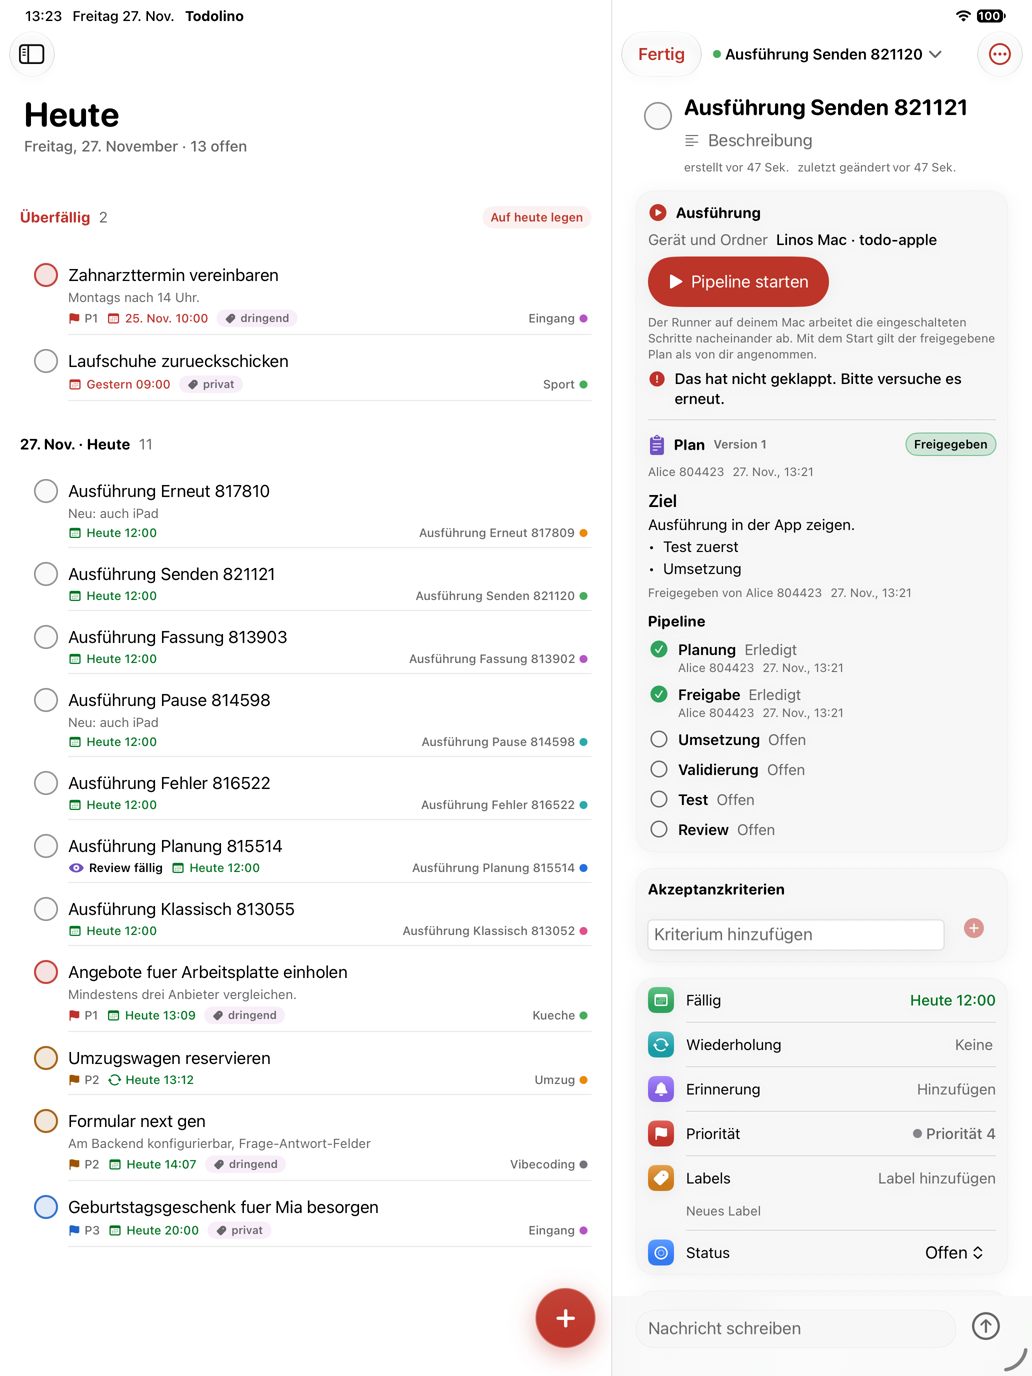 13:23 Freitag 27. Nov. Todolino
100
Heute
Freitag, 27. November · 13 offen
Überfällig 2
Auf heute legen
Zahnarzttermin vereinbaren
Montags nach 14 Uhr.
P1 25. Nov. 10:00 dringend Eingang
Laufschuhe zurueckschicken
Gestern 09:00 privat Sport
27. Nov. · Heute 11
Ausführung Erneut 817810
Neu: auch iPad
Heute 12:00 Ausführung Erneut 817809
Ausführung Senden 821121
Heute 12:00 Ausführung Senden 821120
Ausführung Fassung 813903
Heute 12:00 Ausführung Fassung 813902
Ausführung Pause 814598
Neu: auch iPad
Heute 12:00 Ausführung Pause 814598
Ausführung Fehler 816522
Heute 12:00 Ausführung Fehler 816522
Ausführung Planung 815514
Review fällig Heute 12:00 Ausführung Planung 815514
Ausführung Klassisch 813055
Heute 12:00 Ausführung Klassisch 813052
Angebote fuer Arbeitsplatte einholen
Mindestens drei Anbieter vergleichen.
P1 Heute 13:09 dringend Kueche
Umzugswagen reservieren
P2 Heute 13:12 Umzug
Formular next gen
Am Backend konfigurierbar, Frage-Antwort-Felder
P2 Heute 14:07 dringend Vibecoding
Geburtstagsgeschenk fuer Mia besorgen
P3 Heute 20:00 privat Eingang
Fertig
Ausführung Senden 821120
Ausführung Senden 821121
Beschreibung
erstellt vor 47 Sek. zuletzt geändert vor 47 Sek.
Ausführung
Gerät und Ordner Linos Mac · todo-apple
Pipeline starten
Der Runner auf deinem Mac arbeitet die eingeschalteten
Schritte nacheinander ab. Mit dem Start gilt der freigegebene
Plan als von dir angenommen.
Das hat nicht geklappt. Bitte versuche es
erneut.
Plan Version 1 Freigegeben
Alice 804423 27. Nov., 13:21
Ziel
Ausführung in der App zeigen.
• Test zuerst
• Umsetzung
Freigegeben von Alice 804423 27. Nov., 13:21
Pipeline
Planung Erledigt
Alice 804423 27. Nov., 13:21
Freigabe Erledigt
Alice 804423 27. Nov., 13:21
Umsetzung Offen
Validierung Offen
Test Offen
Review Offen
Akzeptanzkriterien
Kriterium hinzufügen
Fällig Heute 12:00
Wiederholung Keine
Erinnerung Hinzufügen
Priorität Priorität 4
Labels Label hinzufügen
Neues Label
Status Offen
Nachricht schreiben